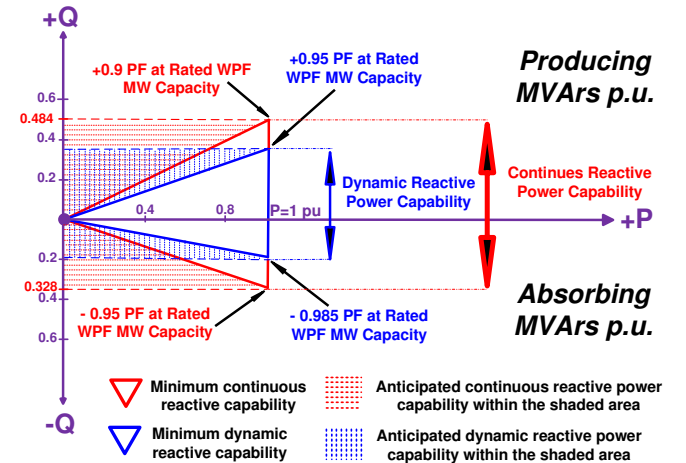 +Q
+0.9 PF at Rated WPF
MW Capacity
+0.95 PF at Rated
WPF MW Capacity
Producing
MVArs p.u.
0.6
0.484
0.4
0.2
Dynamic Reactive
Power Capability
Continues Reactive
Power Capability
0.4
0.8
P=1 pu
+P
0.2
0.328
0.4
0.6
- 0.95 PF at Rated
WPF MW Capacity
- 0.985 PF at Rated
WPF MW Capacity
Absorbing
MVArs p.u.
-Q
Minimum continuous
reactive capability
Anticipated continuous reactive power
capability within the shaded area
Minimum dynamic
reactive capability
Anticipated dynamic reactive power
capability within the shaded area